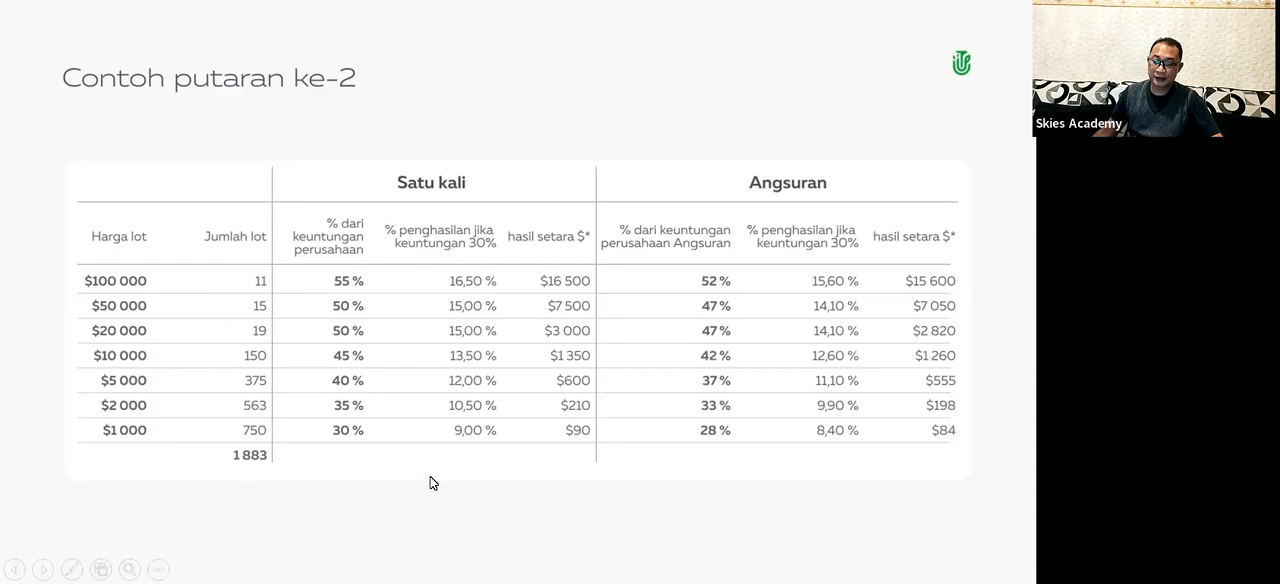 Contoh putaran ke-2
Skies Academy
Satu kali Angsuran
Harga lot Jumlah lot % dari keuntungan perusahaan % penghasilan jika keuntungan 30% hasil setara $* % dari keuntungan perusahaan Angsuran % penghasilan jika keuntungan 30% hasil setara $*
$100 000 11 55 % 16,50 % $16 500 52 % 15,60 % $15 600
$50 000 15 50 % 15,00 % $7 500 47 % 14,10 % $7 050
$20 000 19 50 % 15,00 % $3 000 47 % 14,10 % $2 820
$10 000 150 45 % 13,50 % $1 350 42 % 12,60 % $1 260
$5 000 375 40 % 12,00 % $600 37 % 11,10 % $555
$2 000 563 35 % 10,50 % $210 33 % 9,90 % $198
$1 000 750 30 % 9,00 % $90 28 % 8,40 % $84
1 883